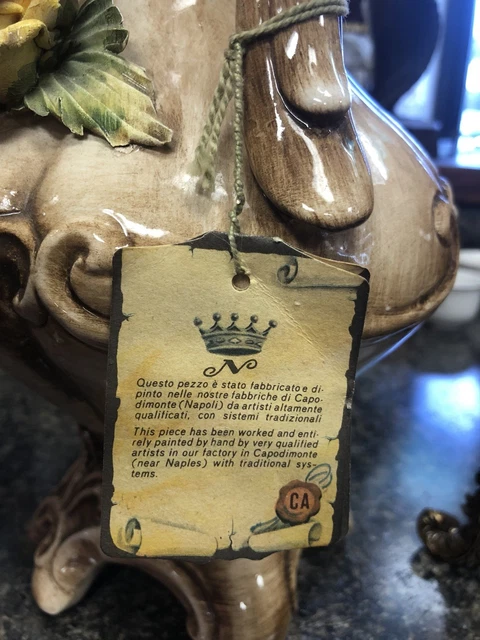 N
Questo pezzo è stato fabbricato e di-
pinto nelle nostre fabbriche di Capo-
dimonte (Napoli) da artisti altamente
qualificati, con sistemi tradizionali
This piece has been worked and enti-
rely painted by hand by very qualified
artists in our factory in Capodimonte
(near Naples) with traditional sys-
tems.
CA